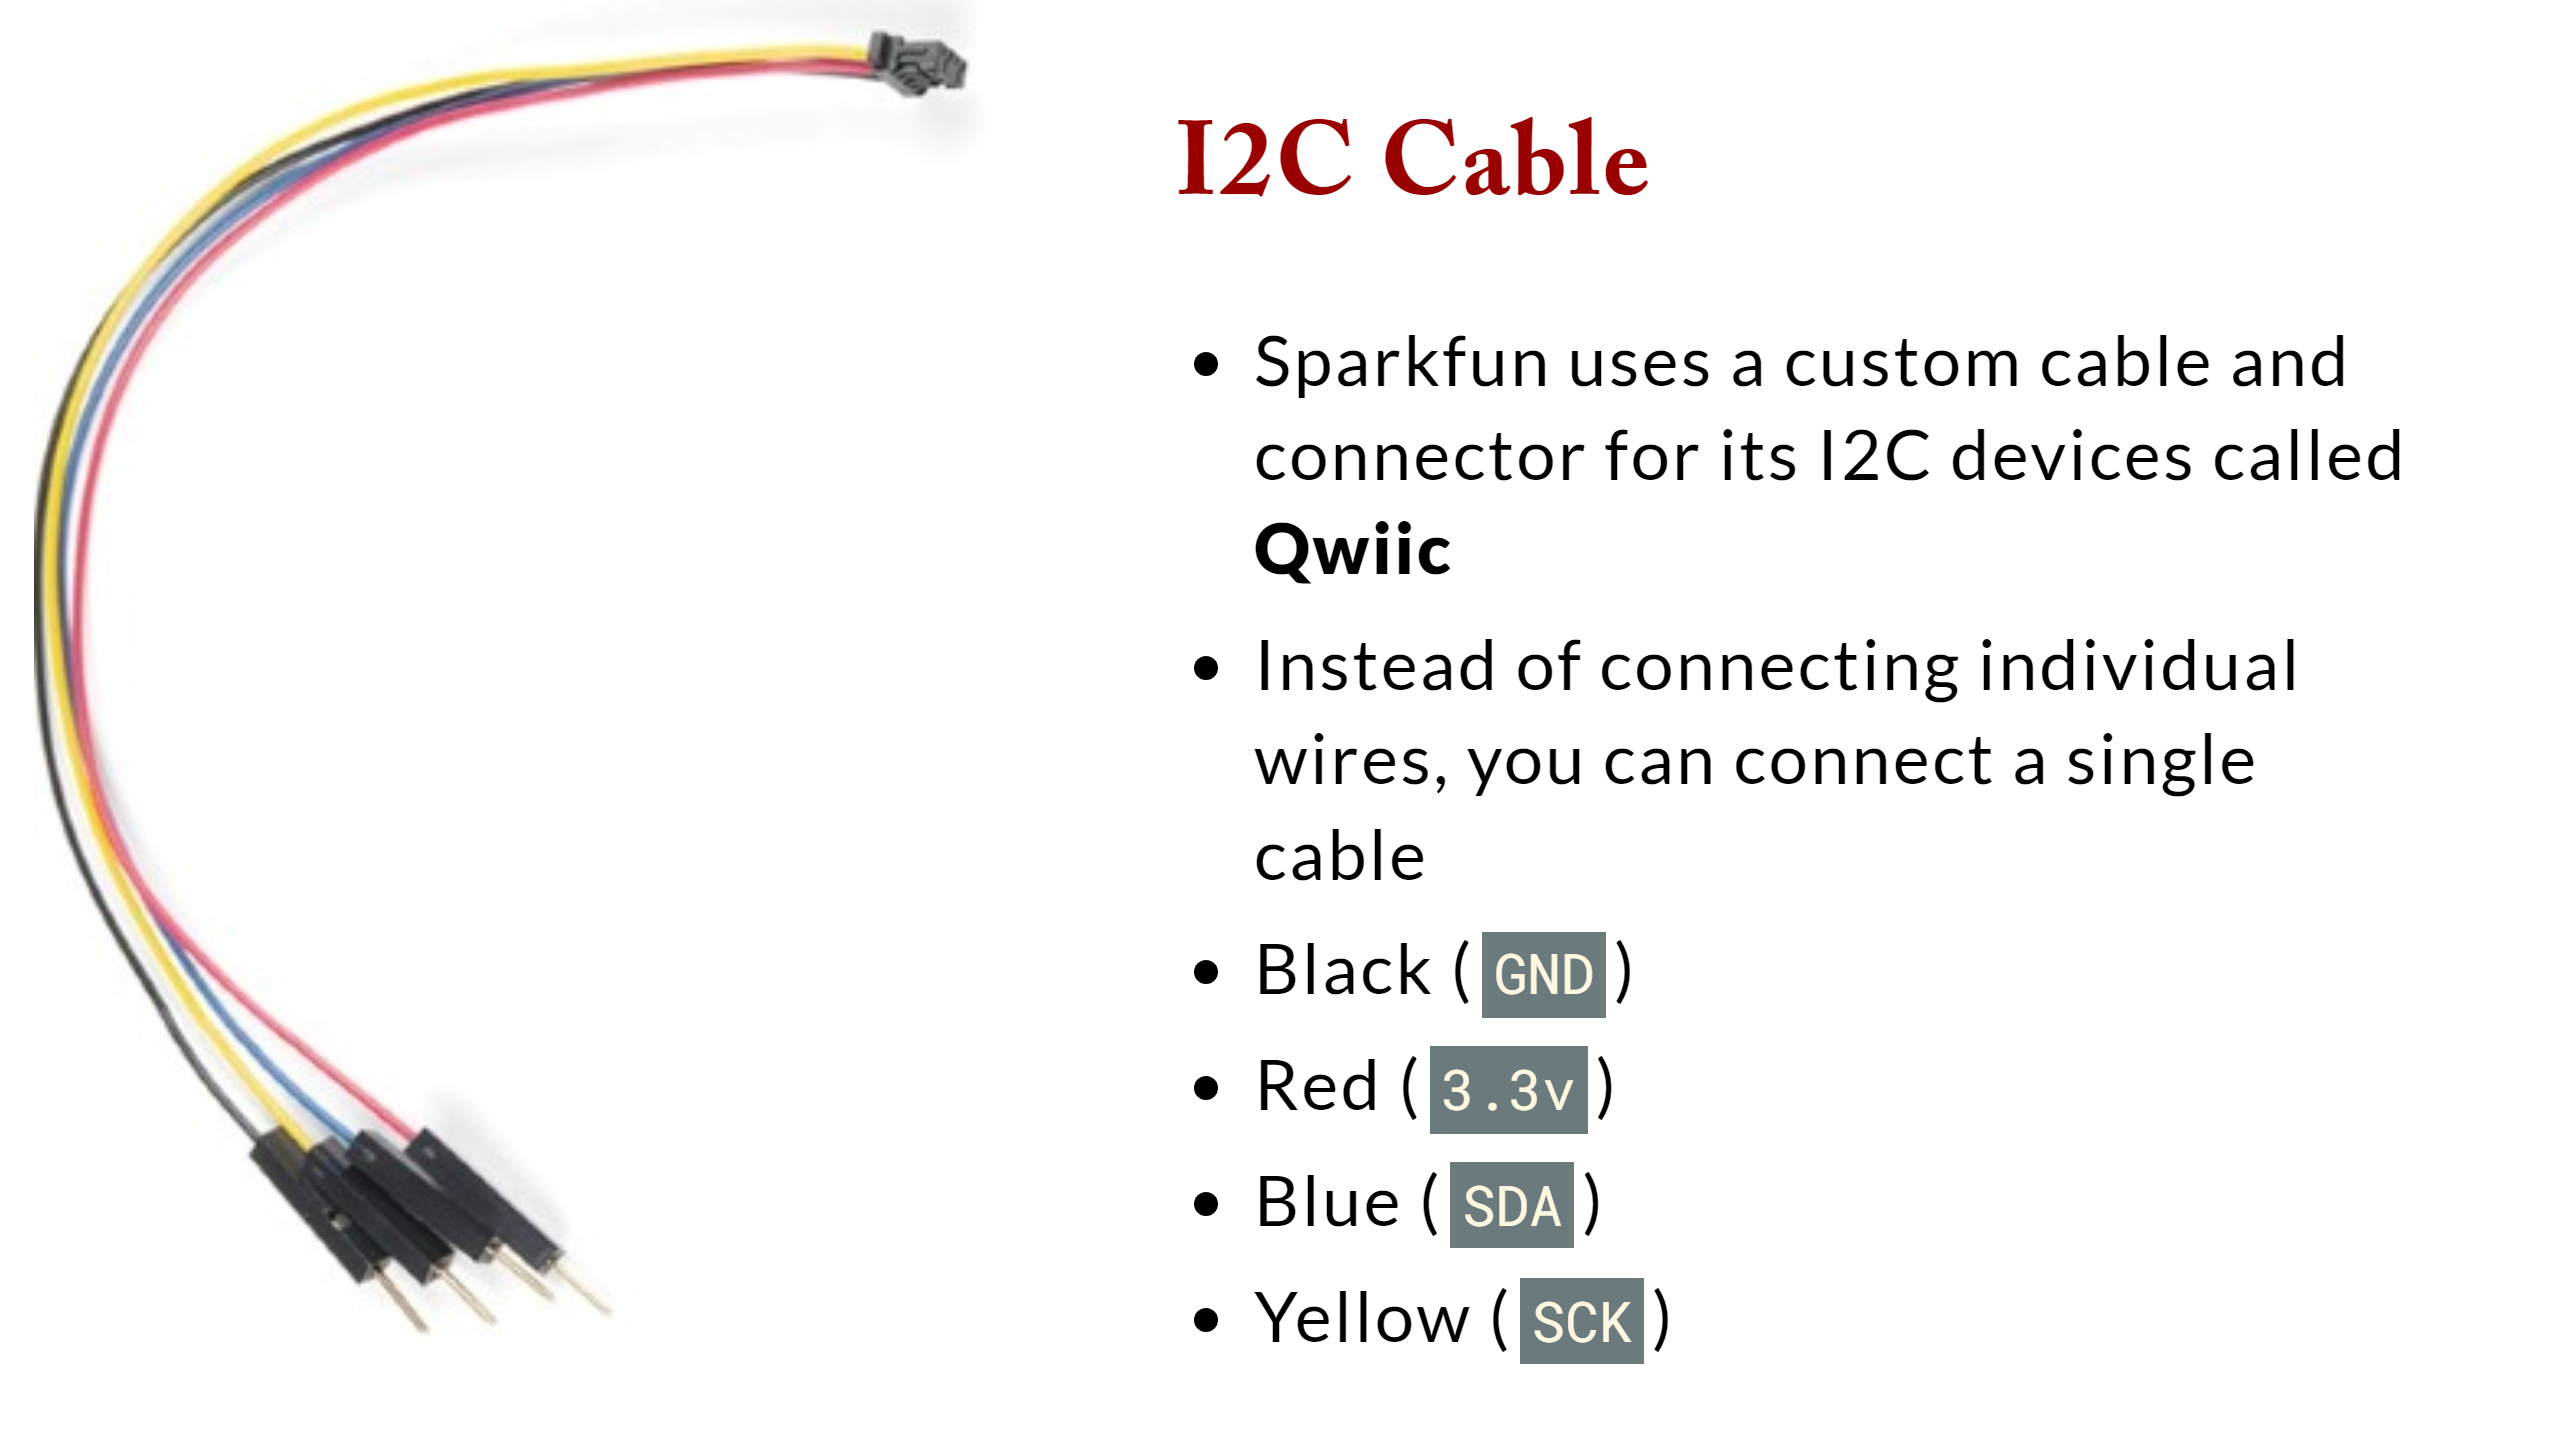 I2C Cable
• Sparkfun uses a custom cable and
connector for its I2C devices called
Qwiic
• Instead of connecting individual
wires, you can connect a single
cable
• Black ( GND )
• Red ( 3.3v )
• Blue ( SDA )
• Yellow ( SCK )